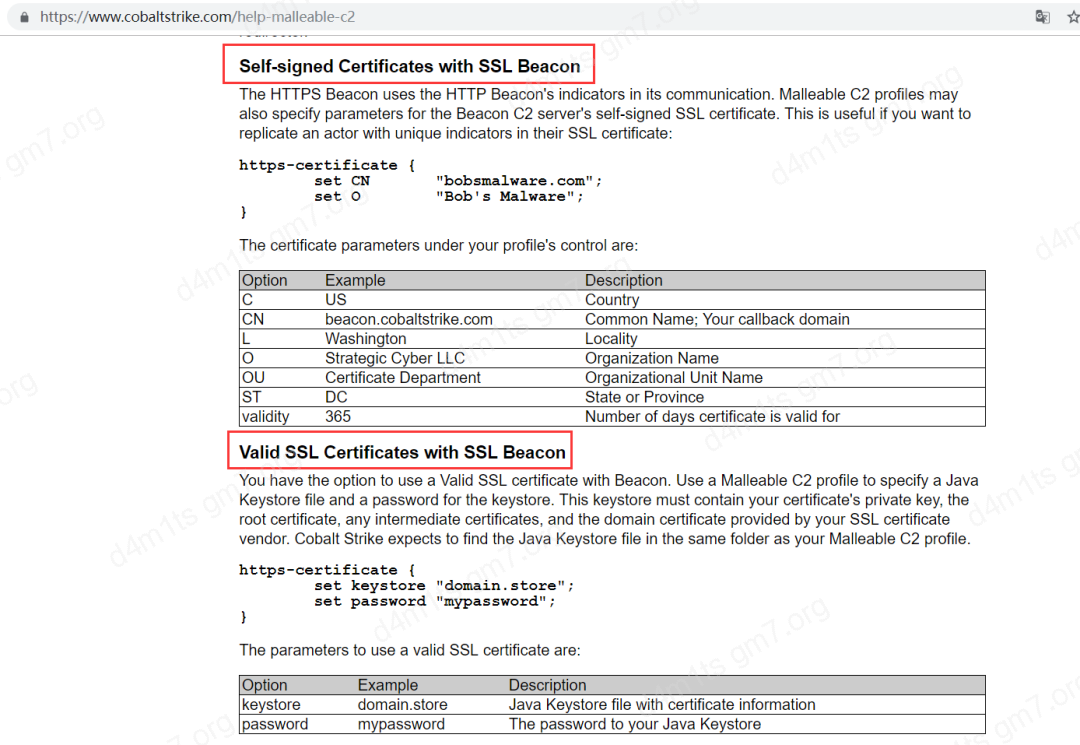 https://www.cobaltstrike.com/help-malleable-c2
Self-signed Certificates with SSL Beacon
The HTTPS Beacon uses the HTTP Beacon's indicators in its communication. Malleable C2 profiles may
also specify parameters for the Beacon C2 server's self-signed SSL certificate. This is useful if you want to
replicate an actor with unique indicators in their SSL certificate:
https-certificate {
set CN "bobsmalware.com";
set O "Bob's Malware";
}
The certificate parameters under your profile's control are:
Option Example Description
C US Country
CN beacon.cobaltstrike.com Common Name; Your callback domain
L Washington Locality
O Strategic Cyber LLC Organization Name
OU Certificate Department Organizational Unit Name
ST DC State or Province
validity 365 Number of days certificate is valid for
Valid SSL Certificates with SSL Beacon
You have the option to use a Valid SSL certificate with Beacon. Use a Malleable C2 profile to specify a Java
Keystore file and a password for the keystore. This keystore must contain your certificate's private key, the
root certificate, any intermediate certificates, and the domain certificate provided by your SSL certificate
vendor. Cobalt Strike expects to find the Java Keystore file in the same folder as your Malleable C2 profile.
https-certificate {
set keystore "domain.store";
set password "mypassword";
}
The parameters to use a valid SSL certificate are:
Option Example Description
keystore domain.store Java Keystore file with certificate information
password mypassword The password to your Java Keystore
d4m1ts gm7.org